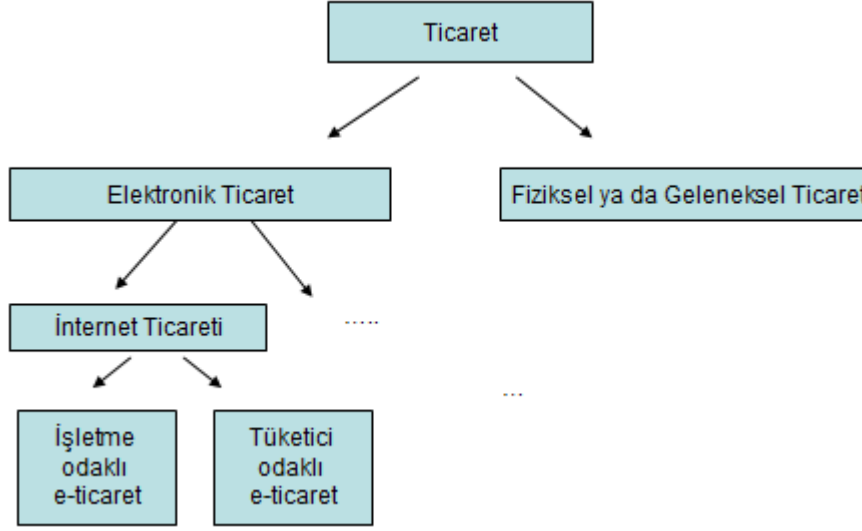 Ticaret
Elektronik Ticaret
Fiziksel ya da Geleneksel Ticaret
İnternet Ticareti
.....
...
İşletme
odaklı
e-ticaret
Tüketici
odaklı
e-ticaret